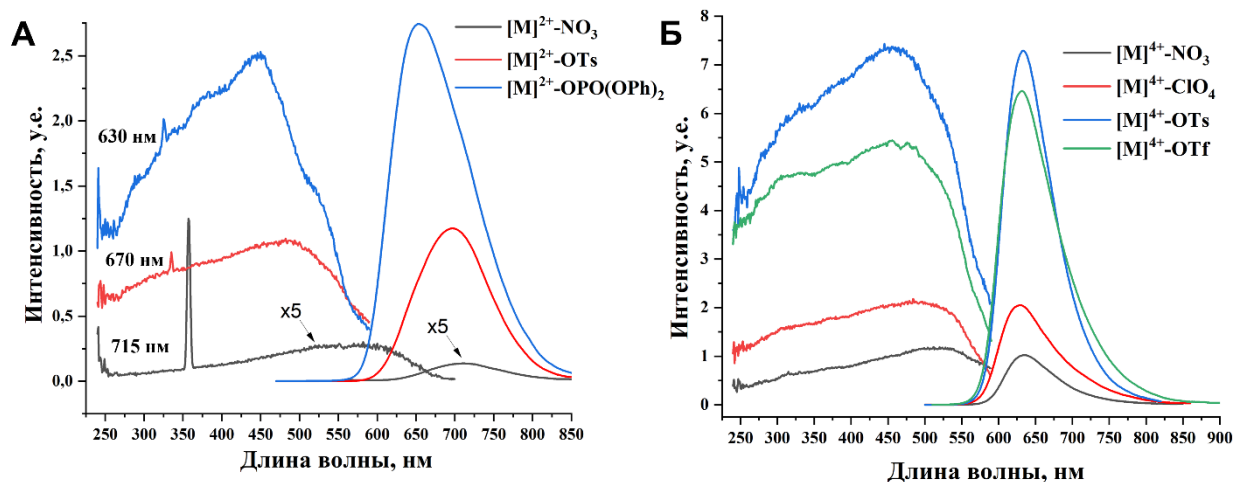 А
[M]²⁺-NO₃
[M]²⁺-OTs
[M]²⁺-OPO(OPh)₂
630 нм
670 нм
715 нм
x5
x5
Интенсивность, у.е.
0.0
0.5
1.0
1.5
2.0
2.5
250 300 350 400 450 500 550 600 650 700 750 800 850
Длина волны, нм
Б
[M]⁴⁺-NO₃
[M]⁴⁺-ClO₄
[M]⁴⁺-OTs
[M]⁴⁺-OTf
Интенсивность, у.е.
8
7
6
5
4
3
2
1
0
250 300 350 400 450 500 550 600 650 700 750 800 850 900
Длина волны, нм